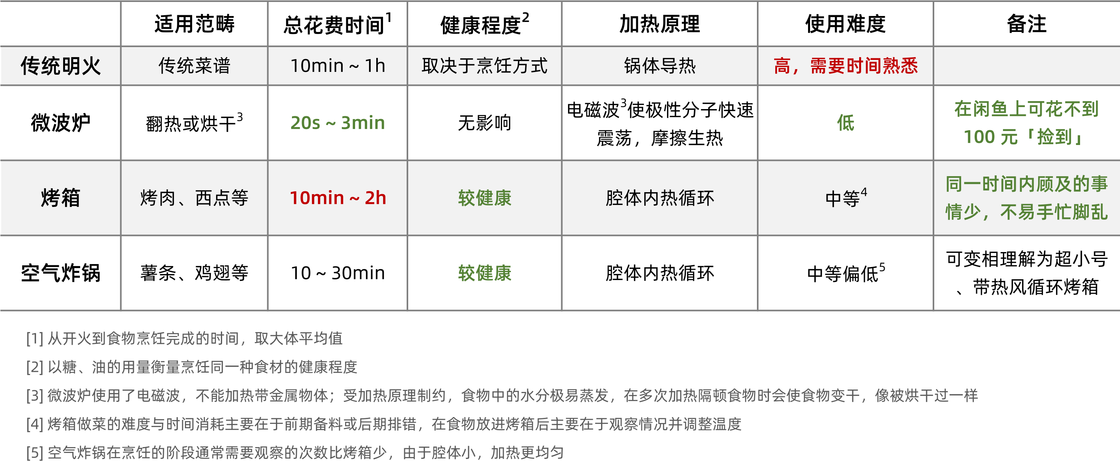 适用范畴 总花费时间1 健康程度2 加热原理 使用难度 备注
传统明火 传统菜谱 10min ~ 1h 取决于烹饪方式 锅体导热 高，需要时间熟悉
微波炉 翻热或烘干3 20s ~ 3min 无影响 电磁波3使极性分子快速
震荡，摩擦生热 低 在闲鱼上可花不到
100 元「捡到」
烤箱 烤肉、西点等 10min ~ 2h 较健康 腔体内热循环 中等4 同一时间内顾及的事
情少，不易手忙脚乱
空气炸锅 薯条、鸡翅等 10 ~ 30min 较健康 腔体内热循环 中等偏低5 可变相理解为超小号
、带热风循环烤箱
[1] 从开火到食物烹饪完成的时间，取大体平均值
[2] 以糖、油的用量衡量烹饪同一种食材的健康程度
[3] 微波炉使用了电磁波，不能加热带金属物体；受加热原理制约，食物中的水分极易蒸发，在多次加热隔顿食物时会使食物变干，像被烘干过一样
[4] 烤箱做菜的难度与时间消耗主要在于前期备料或后期排错，在食物放进烤箱后主要在于观察情况并调整温度
[5] 空气炸锅在烹饪的阶段通常需要观察的次数比烤箱少，由于腔体小，加热更均匀